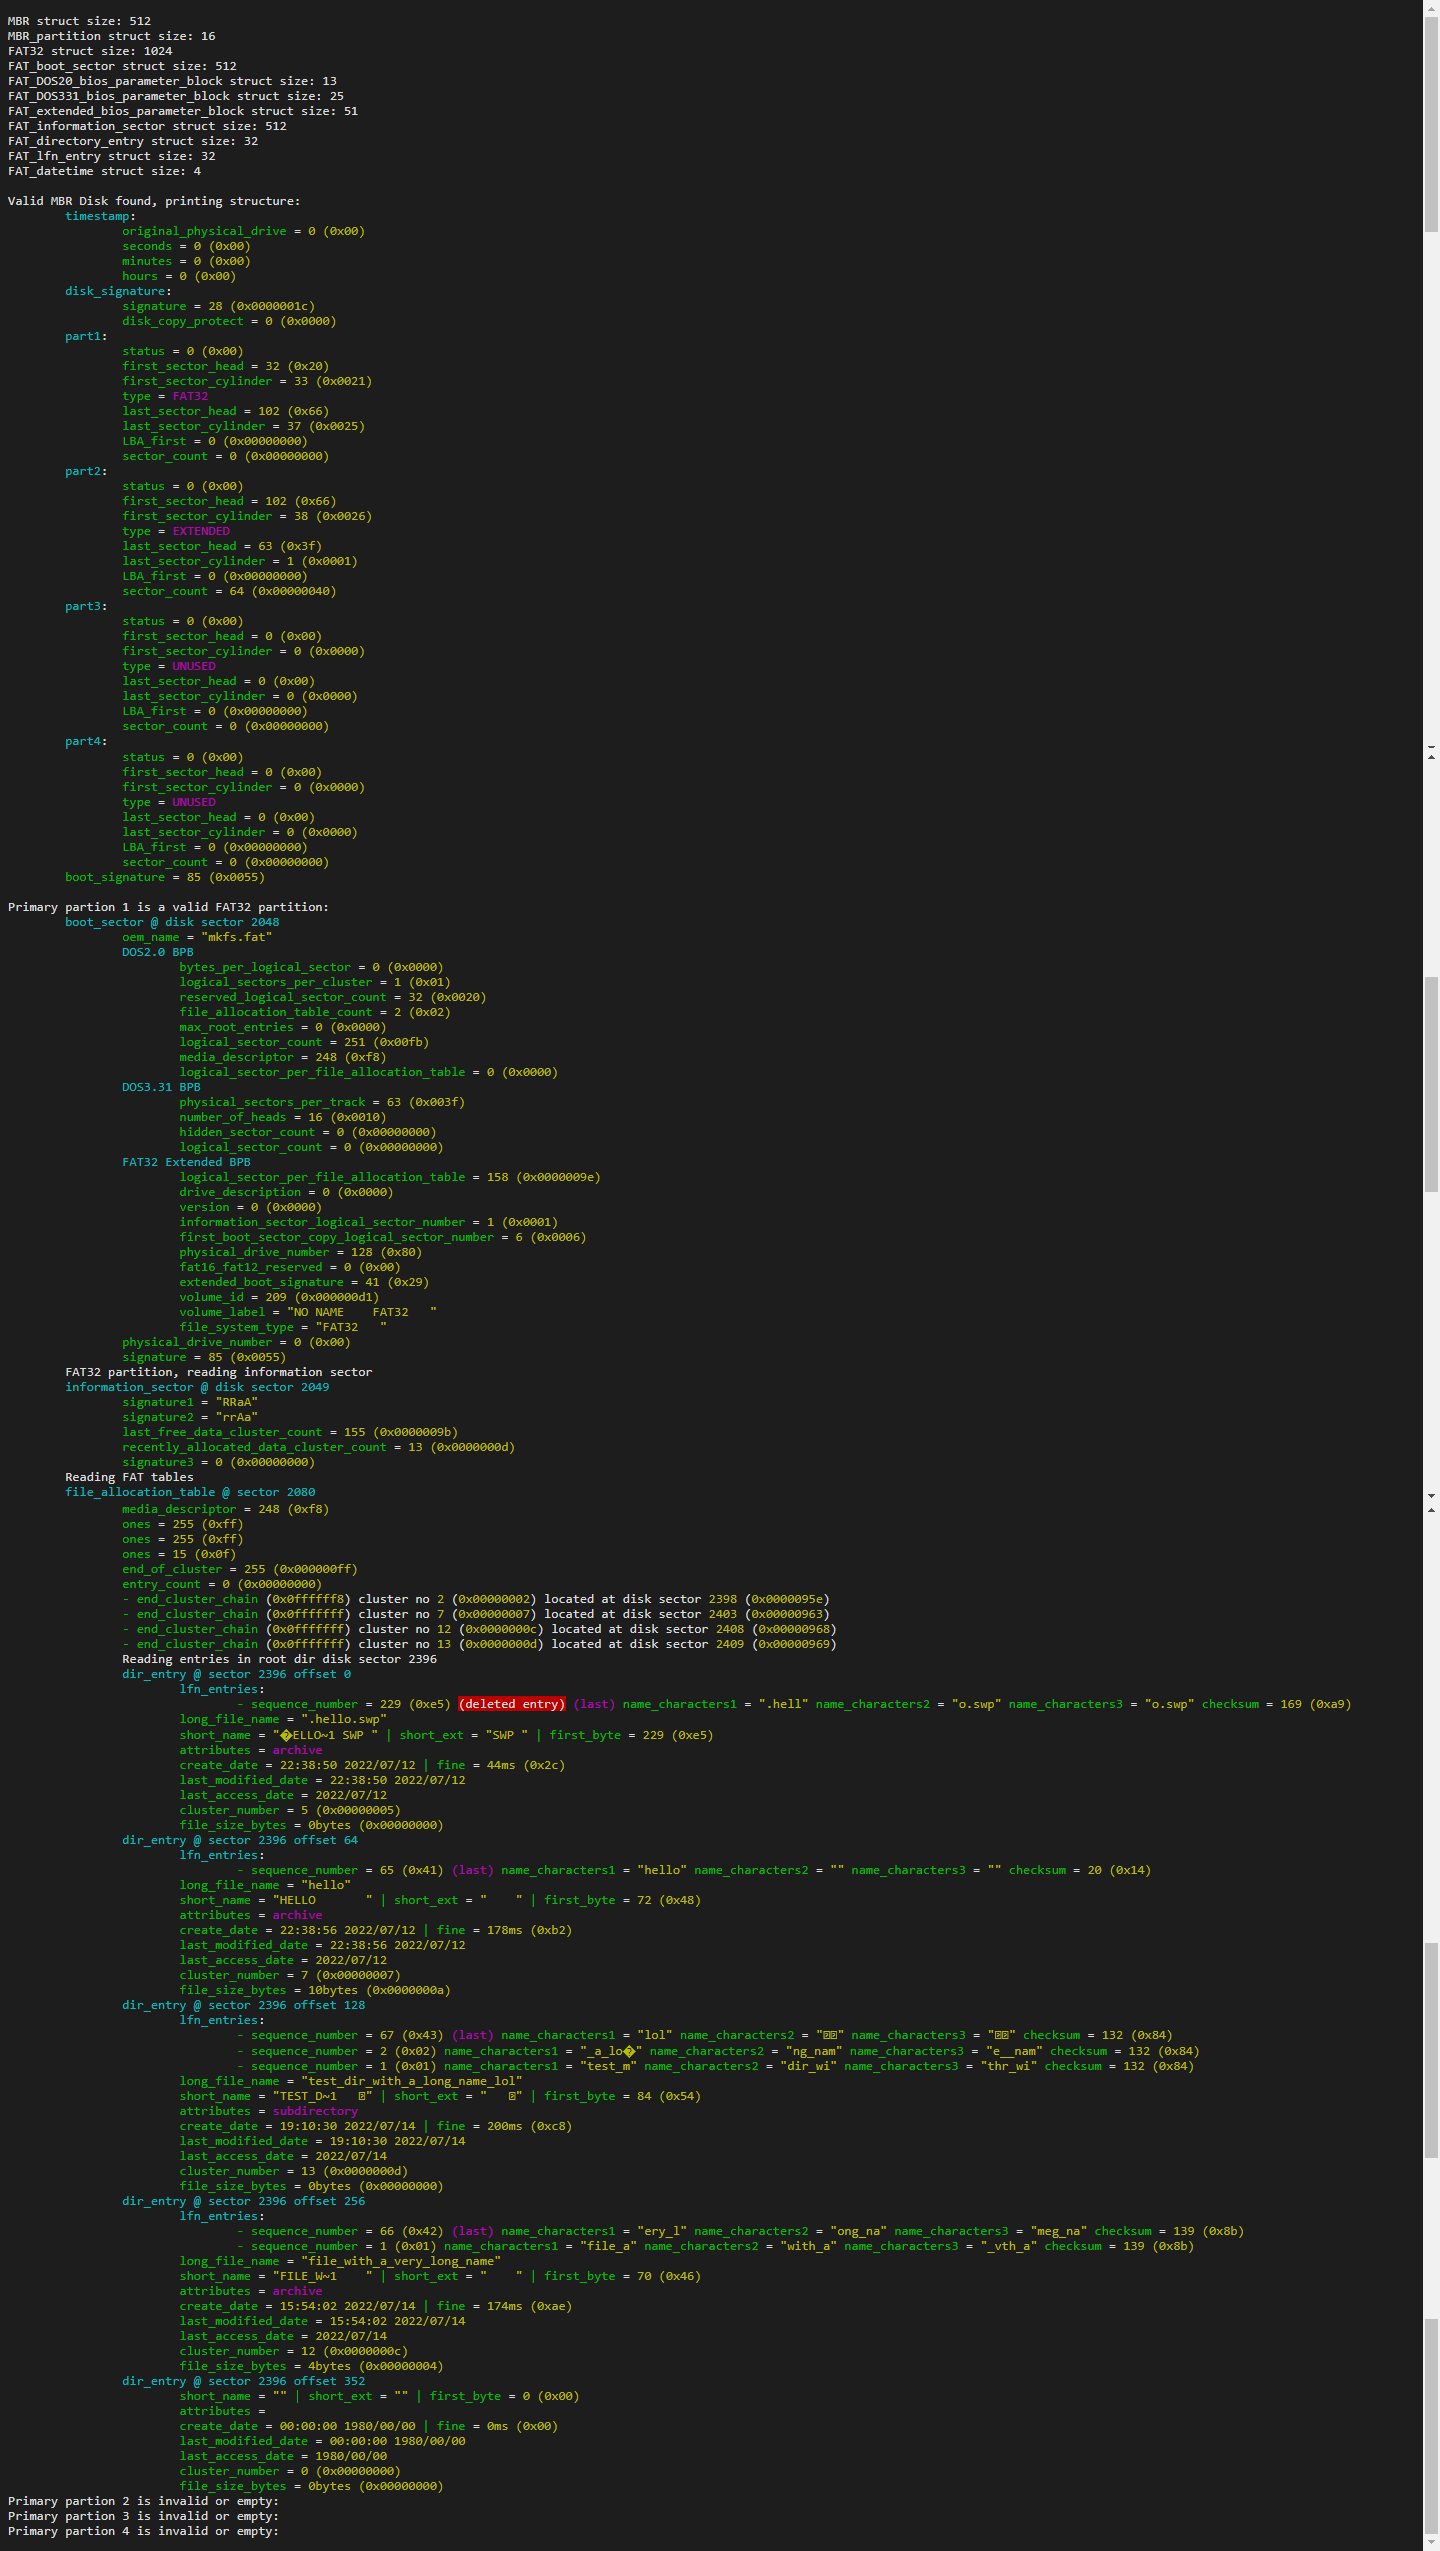 MBR struct size: 512
MBR_partition struct size: 16
FAT32 struct size: 1024
FAT_boot_sector struct size: 512
FAT_DOS20_bios_parameter_block struct size: 13
FAT_DOS331_bios_parameter_block struct size: 25
FAT_extended_bios_parameter_block struct size: 51
FAT_information_sector struct size: 512
FAT_directory_entry struct size: 32
FAT_lfn_entry struct size: 32
FAT_datetime struct size: 4
Valid MBR Disk found, printing structure:
timestamp:
original_physical_drive = 0 (0x00)
seconds = 0 (0x00)
minutes = 0 (0x00)
hours = 0 (0x00)
disk_signature:
signature = 28 (0x0000001c)
disk_copy_protect = 0 (0x0000)
part1:
status = 0 (0x00)
first_sector_head = 32 (0x20)
first_sector_cylinder = 33 (0x0021)
type = FAT32
last_sector_head = 102 (0x66)
last_sector_cylinder = 37 (0x0025)
LBA_first = 0 (0x00000000)
sector_count = 0 (0x00000000)
part2:
status = 0 (0x00)
first_sector_head = 102 (0x66)
first_sector_cylinder = 38 (0x0026)
type = EXTENDED
last_sector_head = 63 (0x3f)
last_sector_cylinder = 1 (0x0001)
LBA_first = 0 (0x00000000)
sector_count = 64 (0x00000040)
part3:
status = 0 (0x00)
first_sector_head = 0 (0x00)
first_sector_cylinder = 0 (0x0000)
type = UNUSED
last_sector_head = 0 (0x00)
last_sector_cylinder = 0 (0x0000)
LBA_first = 0 (0x00000000)
sector_count = 0 (0x00000000)
part4:
status = 0 (0x00)
first_sector_head = 0 (0x00)
first_sector_cylinder = 0 (0x0000)
type = UNUSED
last_sector_head = 0 (0x00)
last_sector_cylinder = 0 (0x0000)
LBA_first = 0 (0x00000000)
sector_count = 0 (0x00000000)
boot_signature = 85 (0x0055)
Primary partion 1 is a valid FAT32 partition:
boot_sector @ disk sector 2048
oem_name = "mkfs.fat"
DOS2.0 BPB
bytes_per_logical_sector = 0 (0x0000)
logical_sectors_per_cluster = 1 (0x01)
reserved_logical_sector_count = 32 (0x0020)
file_allocation_table_count = 2 (0x02)
max_root_entries = 0 (0x0000)
logical_sector_count = 251 (0x00fb)
media_descriptor = 248 (0xf8)
logical_sector_per_file_allocation_table = 0 (0x0000)
DOS3.31 BPB
physical_sectors_per_track = 63 (0x003f)
number_of_heads = 16 (0x0010)
hidden_sector_count = 0 (0x00000000)
logical_sector_count = 0 (0x00000000)
FAT32 Extended BPB
logical_sector_per_file_allocation_table = 158 (0x0000009e)
drive_description = 0 (0x0000)
version = 0 (0x0000)
information_sector_logical_sector_number = 1 (0x0001)
first_boot_sector_copy_logical_sector_number = 6 (0x0006)
physical_drive_number = 128 (0x80)
fat16_fat12_reserved = 0 (0x00)
extended_boot_signature = 41 (0x29)
volume_id = 209 (0x000000d1)
volume_label = "NO NAME    FAT32   "
file_system_type = "FAT32   "
physical_drive_number = 0 (0x00)
signature = 85 (0x0055)
FAT32 partition, reading information sector
information_sector @ disk sector 2049
signature1 = "RRaA"
signature2 = "rrAa"
last_free_data_cluster_count = 155 (0x0000009b)
recently_allocated_data_cluster_count = 13 (0x0000000d)
signature3 = 0 (0x00000000)
Reading FAT tables
file_allocation_table @ sector 2080
media_descriptor = 248 (0xf8)
ones = 255 (0xff)
ones = 255 (0xff)
ones = 15 (0x0f)
end_of_cluster = 255 (0x000000ff)
entry_count = 0 (0x00000000)
- end_cluster_chain (0x0ffffff8) cluster no 2 (0x00000002) located at disk sector 2398 (0x0000095e)
- end_cluster_chain (0x0fffffff) cluster no 7 (0x00000007) located at disk sector 2403 (0x00000963)
- end_cluster_chain (0x0fffffff) cluster no 12 (0x0000000c) located at disk sector 2408 (0x00000968)
- end_cluster_chain (0x0fffffff) cluster no 13 (0x0000000d) located at disk sector 2409 (0x00000969)
Reading entries in root dir disk sector 2396
dir_entry @ sector 2396 offset 0
lfn_entries:
- sequence_number = 229 (0xe5) (deleted entry) (last) name_characters1 = ".hell" name_characters2 = "o.swp" name_characters3 = "o.swp" checksum = 169 (0xa9)
long_file_name = ".hello.swp"
short_name = "�ELLO~1 SWP " | short_ext = "SWP " | first_byte = 229 (0xe5)
attributes = archive
create_date = 22:38:50 2022/07/12 | fine = 44ms (0x2c)
last_modified_date = 22:38:50 2022/07/12
last_access_date = 2022/07/12
cluster_number = 5 (0x00000005)
file_size_bytes = 0bytes (0x00000000)
dir_entry @ sector 2396 offset 64
lfn_entries:
- sequence_number = 65 (0x41) (last) name_characters1 = "hello" name_characters2 = "" name_characters3 = "" checksum = 20 (0x14)
long_file_name = "hello"
short_name = "HELLO       " | short_ext = "    " | first_byte = 72 (0x48)
attributes = archive
create_date = 22:38:56 2022/07/12 | fine = 178ms (0xb2)
last_modified_date = 22:38:56 2022/07/12
last_access_date = 2022/07/12
cluster_number = 7 (0x00000007)
file_size_bytes = 10bytes (0x0000000a)
dir_entry @ sector 2396 offset 128
lfn_entries:
- sequence_number = 67 (0x43) (last) name_characters1 = "lol" name_characters2 = "⍰⍰" name_characters3 = "⍰⍰" checksum = 132 (0x84)
- sequence_number = 2 (0x02) name_characters1 = "_a_lo�" name_characters2 = "ng_nam" name_characters3 = "e__nam" checksum = 132 (0x84)
- sequence_number = 1 (0x01) name_characters1 = "test_m" name_characters2 = "dir_wi" name_characters3 = "thr_wi" checksum = 132 (0x84)
long_file_name = "test_dir_with_a_long_name_lol"
short_name = "TEST_D~1   ⍰" | short_ext = "   ⍰" | first_byte = 84 (0x54)
attributes = subdirectory
create_date = 19:10:30 2022/07/14 | fine = 200ms (0xc8)
last_modified_date = 19:10:30 2022/07/14
last_access_date = 2022/07/14
cluster_number = 13 (0x0000000d)
file_size_bytes = 0bytes (0x00000000)
dir_entry @ sector 2396 offset 256
lfn_entries:
- sequence_number = 66 (0x42) (last) name_characters1 = "ery_l" name_characters2 = "ong_na" name_characters3 = "meg_na" checksum = 139 (0x8b)
- sequence_number = 1 (0x01) name_characters1 = "file_a" name_characters2 = "with_a" name_characters3 = "_vth_a" checksum = 139 (0x8b)
long_file_name = "file_with_a_very_long_name"
short_name = "FILE_W~1    " | short_ext = "    " | first_byte = 70 (0x46)
attributes = archive
create_date = 15:54:02 2022/07/14 | fine = 174ms (0xae)
last_modified_date = 15:54:02 2022/07/14
last_access_date = 2022/07/14
cluster_number = 12 (0x0000000c)
file_size_bytes = 4bytes (0x00000004)
dir_entry @ sector 2396 offset 352
short_name = "" | short_ext = "" | first_byte = 0 (0x00)
attributes =
create_date = 00:00:00 1980/00/00 | fine = 0ms (0x00)
last_modified_date = 00:00:00 1980/00/00
last_access_date = 1980/00/00
cluster_number = 0 (0x00000000)
file_size_bytes = 0bytes (0x00000000)
Primary partion 2 is invalid or empty:
Primary partion 3 is invalid or empty:
Primary partion 4 is invalid or empty: